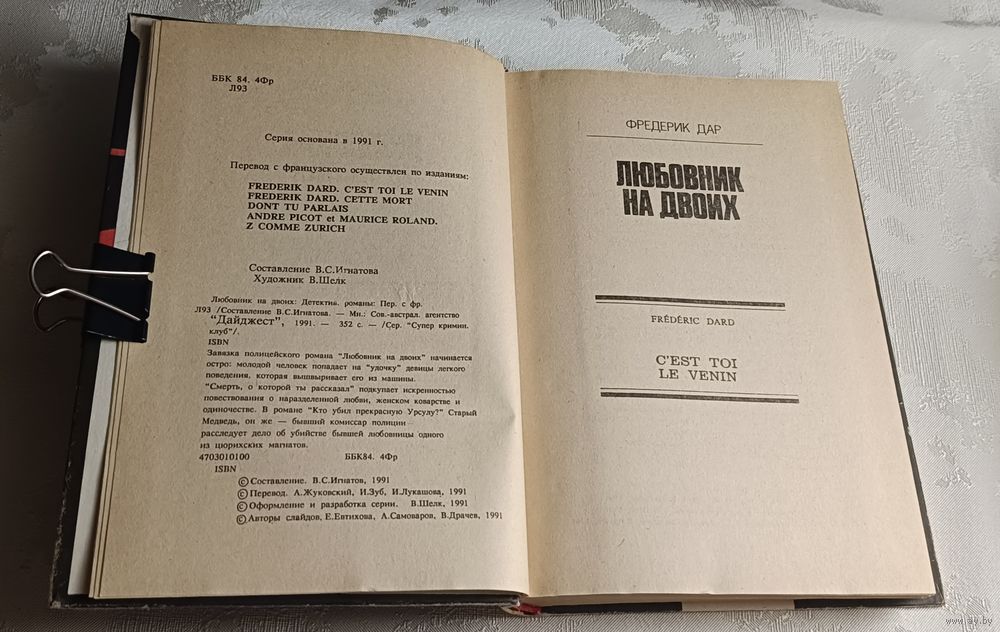 ББК 84. 4Фр
Л93
Серия основана в 1991 г.
Перевод с французского осуществлен по изданиям:
FREDERIK DARD. C'EST TOI LE VENIN
FREDERIK DARD. CETTE MORT
DONT TU PARLAIS
ANDRE PICOT et MAURICE ROLAND.
Z COMME ZURICH
Составление В.С.Игнатова
Художник В.Шелк
Любовник на двоих: Детектив. романы: Пер. с фр.
Л93 /Составление В.С.Игнатова. — Мн.: Сов.-австрал. агентство
"Дайджест", 1991. — 352 с. — /Сер. "Супер кримин.
клуб"/.
ISBN
Завязка полицейского романа "Любовник на двоих" начинается
остро: молодой человек попадает на "удочку" девицы легкого
поведения, которая вышвыривает его из машины.
"Смерть, о которой ты рассказал" подкупает искренностью
повествования о наразделенной любви, женском коварстве и
одиночестве. В романе "Кто убил прекрасную Урсулу?" Старый
Медведь, он же — бывший комиссар полиции —
расследует дело об убийстве бывшей любовницы одного
из цюрихских магнатов.
4703010100 ББК84. 4Фр
ISBN
©Составление. В.С.Игнатов, 1991
©Перевод. А.Жуковский, И.Зуб, И.Лукашова, 1991
©Оформление и разработка серии. В.Шелк, 1991
©Авторы слайдов, Е.Евтихова, А.Самоваров, В.Драчев, 1991
ФРЕДЕРИК ДАР
ЛЮБОВНИК
НА ДВОИХ
FRÉDÉRIC DARD
C'EST TOI
LE VENIN
www.ay.by